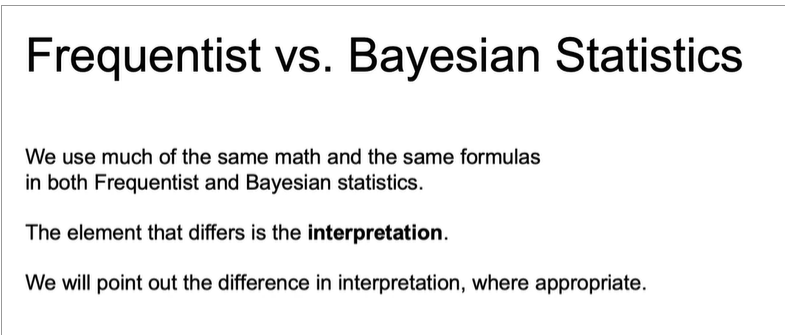 Frequentist vs. Bayesian Statistics
We use much of the same math and the same formulas
in both Frequentist and Bayesian statistics.
The element that differs is the interpretation.
We will point out the difference in interpretation, where appropriate.